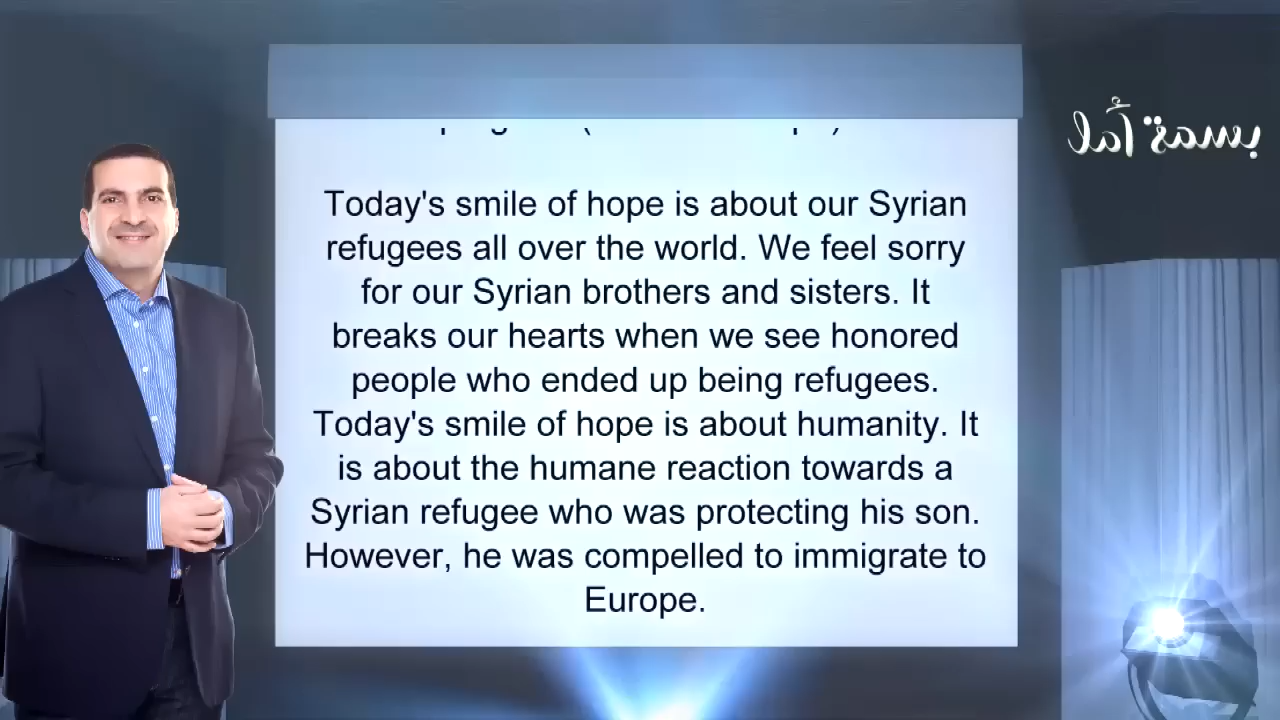 Today's smile of hope is about our Syrian
refugees all over the world. We feel sorry
for our Syrian brothers and sisters. It
breaks our hearts when we see honored
people who ended up being refugees.
Today's smile of hope is about humanity. It
is about the humane reaction towards a
Syrian refugee who was protecting his son.
However, he was compelled to immigrate to
Europe.